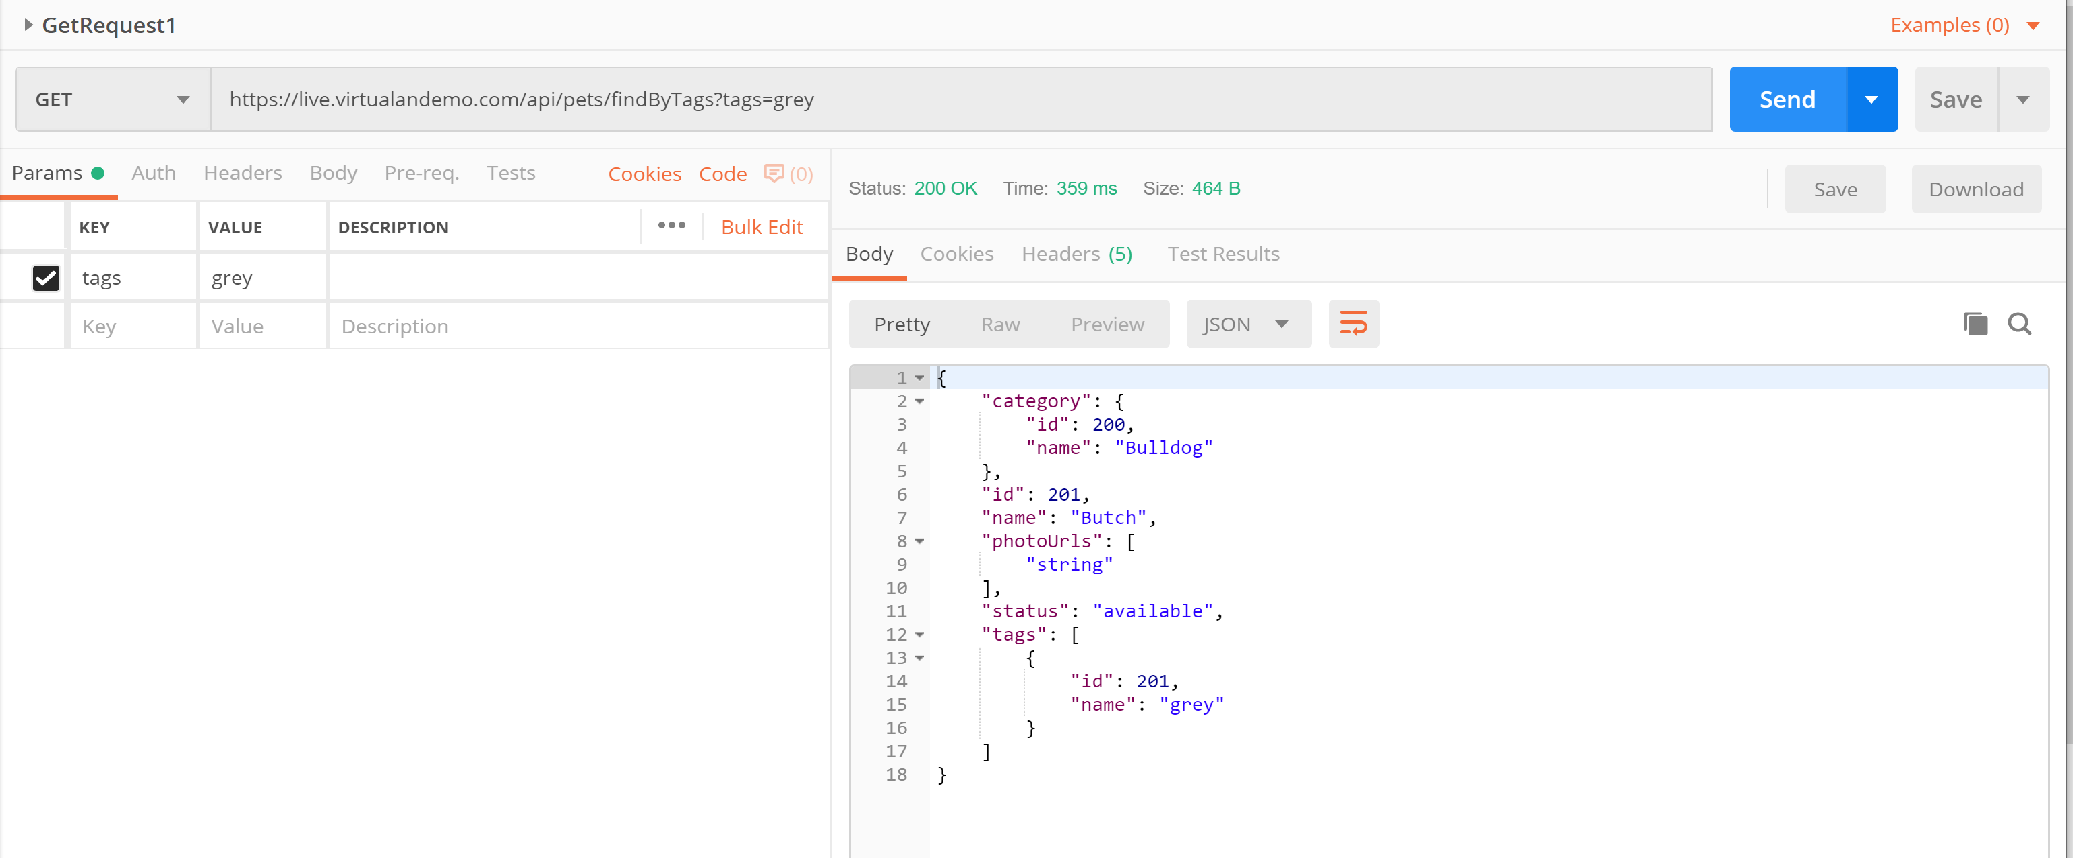 GetRequest1
Examples (0)
GET
https://live.virtualandemo.com/api/pets/findByTags?tags=grey
Send
Save
Params Auth Headers Body Pre-req. Tests Cookies Code (0)
KEY VALUE DESCRIPTION ••• Bulk Edit
tags grey
Key Value Description
Status: 200 OK Time: 359 ms Size: 464 B
Save Download
Body Cookies Headers (5) Test Results
Pretty Raw Preview JSON
1 {
2 "category": {
3 "id": 200,
4 "name": "Bulldog"
5 },
6 "id": 201,
7 "name": "Butch",
8 "photoUrls": [
9 "string"
10 ],
11 "status": "available",
12 "tags": [
13 {
14 "id": 201,
15 "name": "grey"
16 }
17 ]
18 }